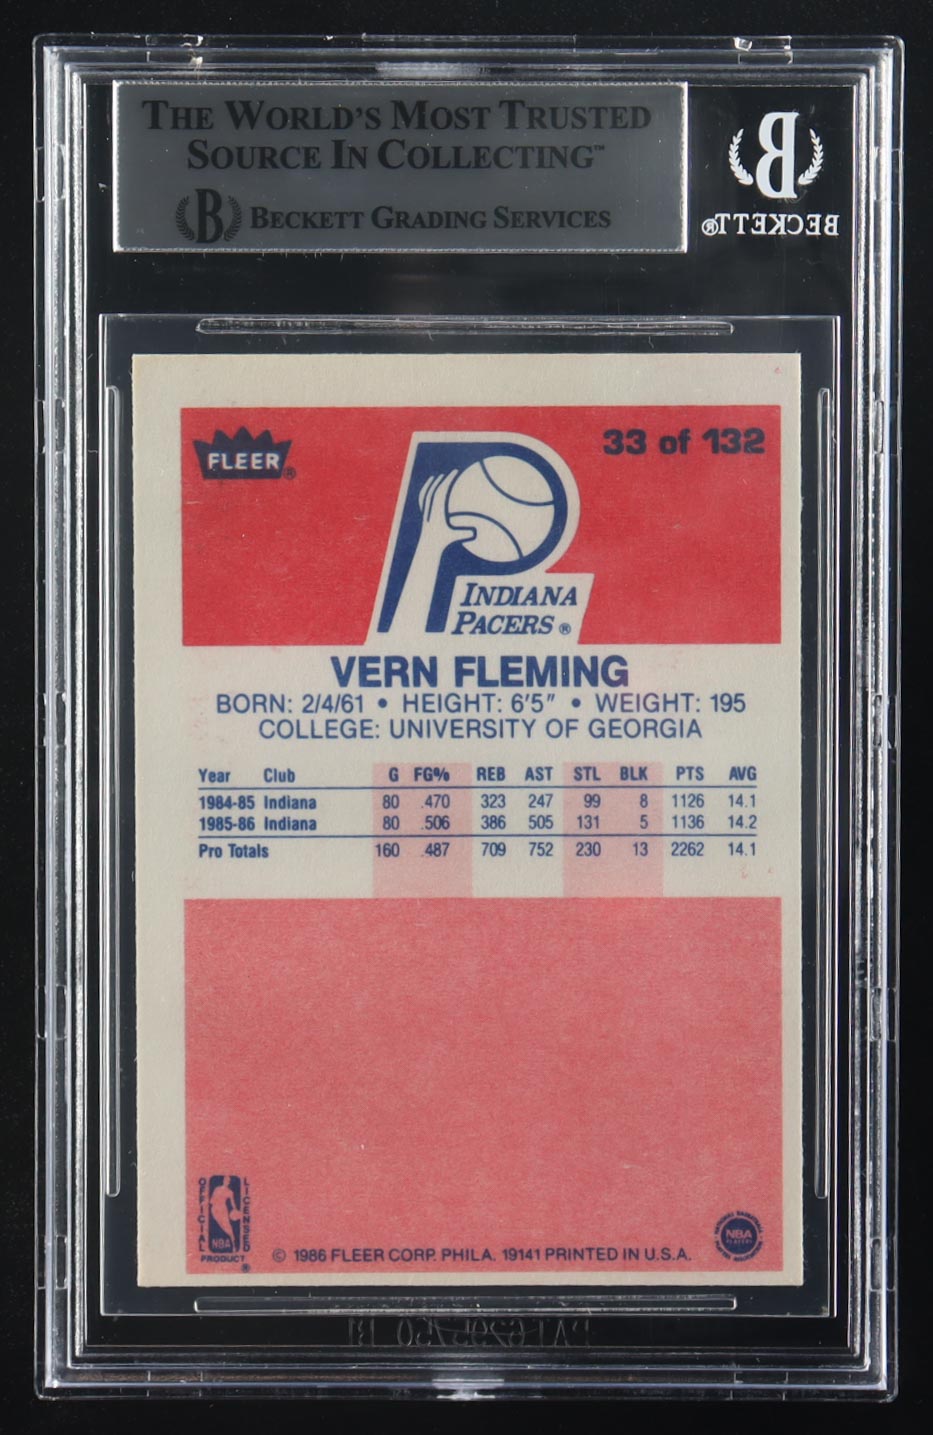 THE WORLD'S MOST TRUSTED
SOURCE IN COLLECTING™
B BECKETT GRADING SERVICES
B
BECKETT®
FLEER®
33 of 132
INDIANA
PACERS®
VERN FLEMING
BORN: 2/4/61 • HEIGHT: 6'5" • WEIGHT: 195
COLLEGE: UNIVERSITY OF GEORGIA
Year Club G FG% REB AST STL BLK PTS AVG
1984-85 Indiana 80 .470 323 247 99 8 1126 14.1
1985-86 Indiana 80 .506 386 505 131 5 1136 14.2
Pro Totals 160 .487 709 752 230 13 2262 14.1
OFFICIAL LICENSED
NBA
PRODUCT®
© 1986 FLEER CORP. PHILA. 19141 PRINTED IN U.S.A.
NBA
PLAYERS